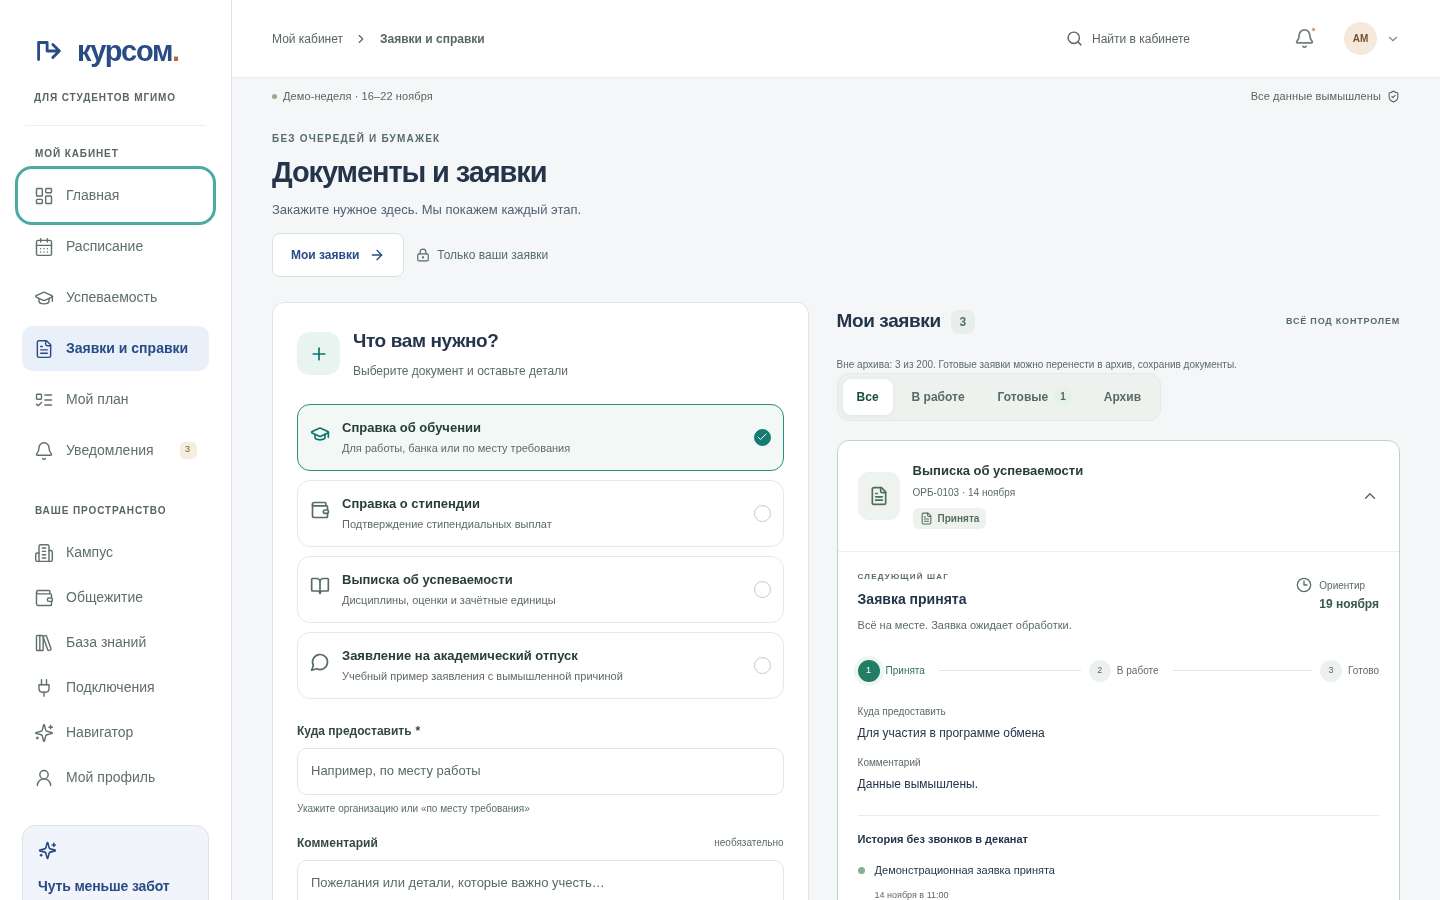 курсом.
ДЛЯ СТУДЕНТОВ МГИМО
МОЙ КАБИНЕТ
Главная
Расписание
Успеваемость
Заявки и справки
Мой план
Уведомления 3
ВАШЕ ПРОСТРАНСТВО
Кампус
Общежитие
База знаний
Подключения
Навигатор
Мой профиль
Чуть меньше забот
Мой кабинет Заявки и справки
Найти в кабинете
АМ
Демо-неделя · 16–22 ноября
Все данные вымышлены
БЕЗ ОЧЕРЕДЕЙ И БУМАЖЕК
Документы и заявки
Закажите нужное здесь. Мы покажем каждый этап.
Мои заявки
Только ваши заявки
Что вам нужно?
Выберите документ и оставьте детали
Справка об обучении
Для работы, банка или по месту требования
Справка о стипендии
Подтверждение стипендиальных выплат
Выписка об успеваемости
Дисциплины, оценки и зачётные единицы
Заявление на академический отпуск
Учебный пример заявления с вымышленной причиной
Куда предоставить *
Например, по месту работы
Укажите организацию или «по месту требования»
Комментарий необязательно
Пожелания или детали, которые важно учесть…
Мои заявки 3
ВСЁ ПОД КОНТРОЛЕМ
Вне архива: 3 из 200. Готовые заявки можно перенести в архив, сохранив документы.
Все В работе Готовые 1 Архив
Выписка об успеваемости
ОРБ-0103 · 14 ноября
Принята
СЛЕДУЮЩИЙ ШАГ
Заявка принята
Всё на месте. Заявка ожидает обработки.
Ориентир
19 ноября
1 Принята 2 В работе 3 Готово
Куда предоставить
Для участия в программе обмена
Комментарий
Данные вымышлены.
История без звонков в деканат
Демонстрационная заявка принята
14 ноября в 11:00